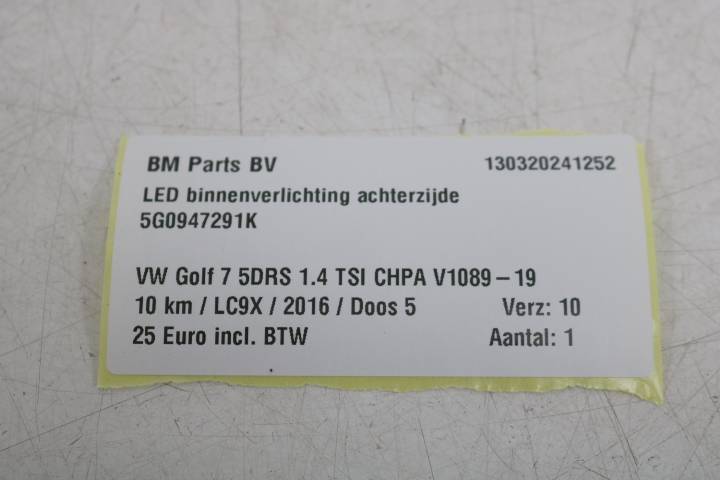 BM Parts BV 130320241252
LED binnenverlichting achterzijde
5G0947291K
VW Golf 7 5DRS 1.4 TSI CHPA V1089 – 19
10 km / LC9X / 2016 / Doos 5 Verz: 10
25 Euro incl. BTW Aantal: 1